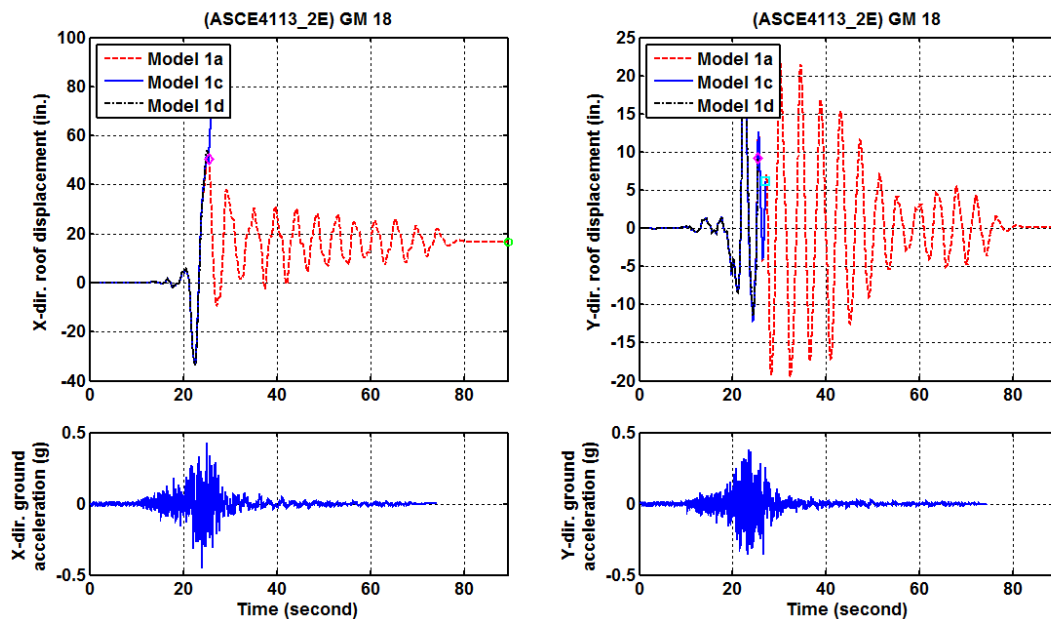 (ASCE4113_2E) GM 18
X-dir. roof displacement (in.)
100
80
60
40
20
0
-20
-40
Model 1a
Model 1c
Model 1d
0
20
40
60
80
X-dir. ground
acceleration (g)
0.5
0
-0.5
0
20
40
60
80
Time (second)
(ASCE4113_2E) GM 18
Y-dir. roof displacement (in.)
25
20
15
10
5
0
-5
-10
-15
-20
Model 1a
Model 1c
Model 1d
0
20
40
60
80
Y-dir. ground
acceleration (g)
0.5
0
-0.5
0
20
40
60
80
Time (second)